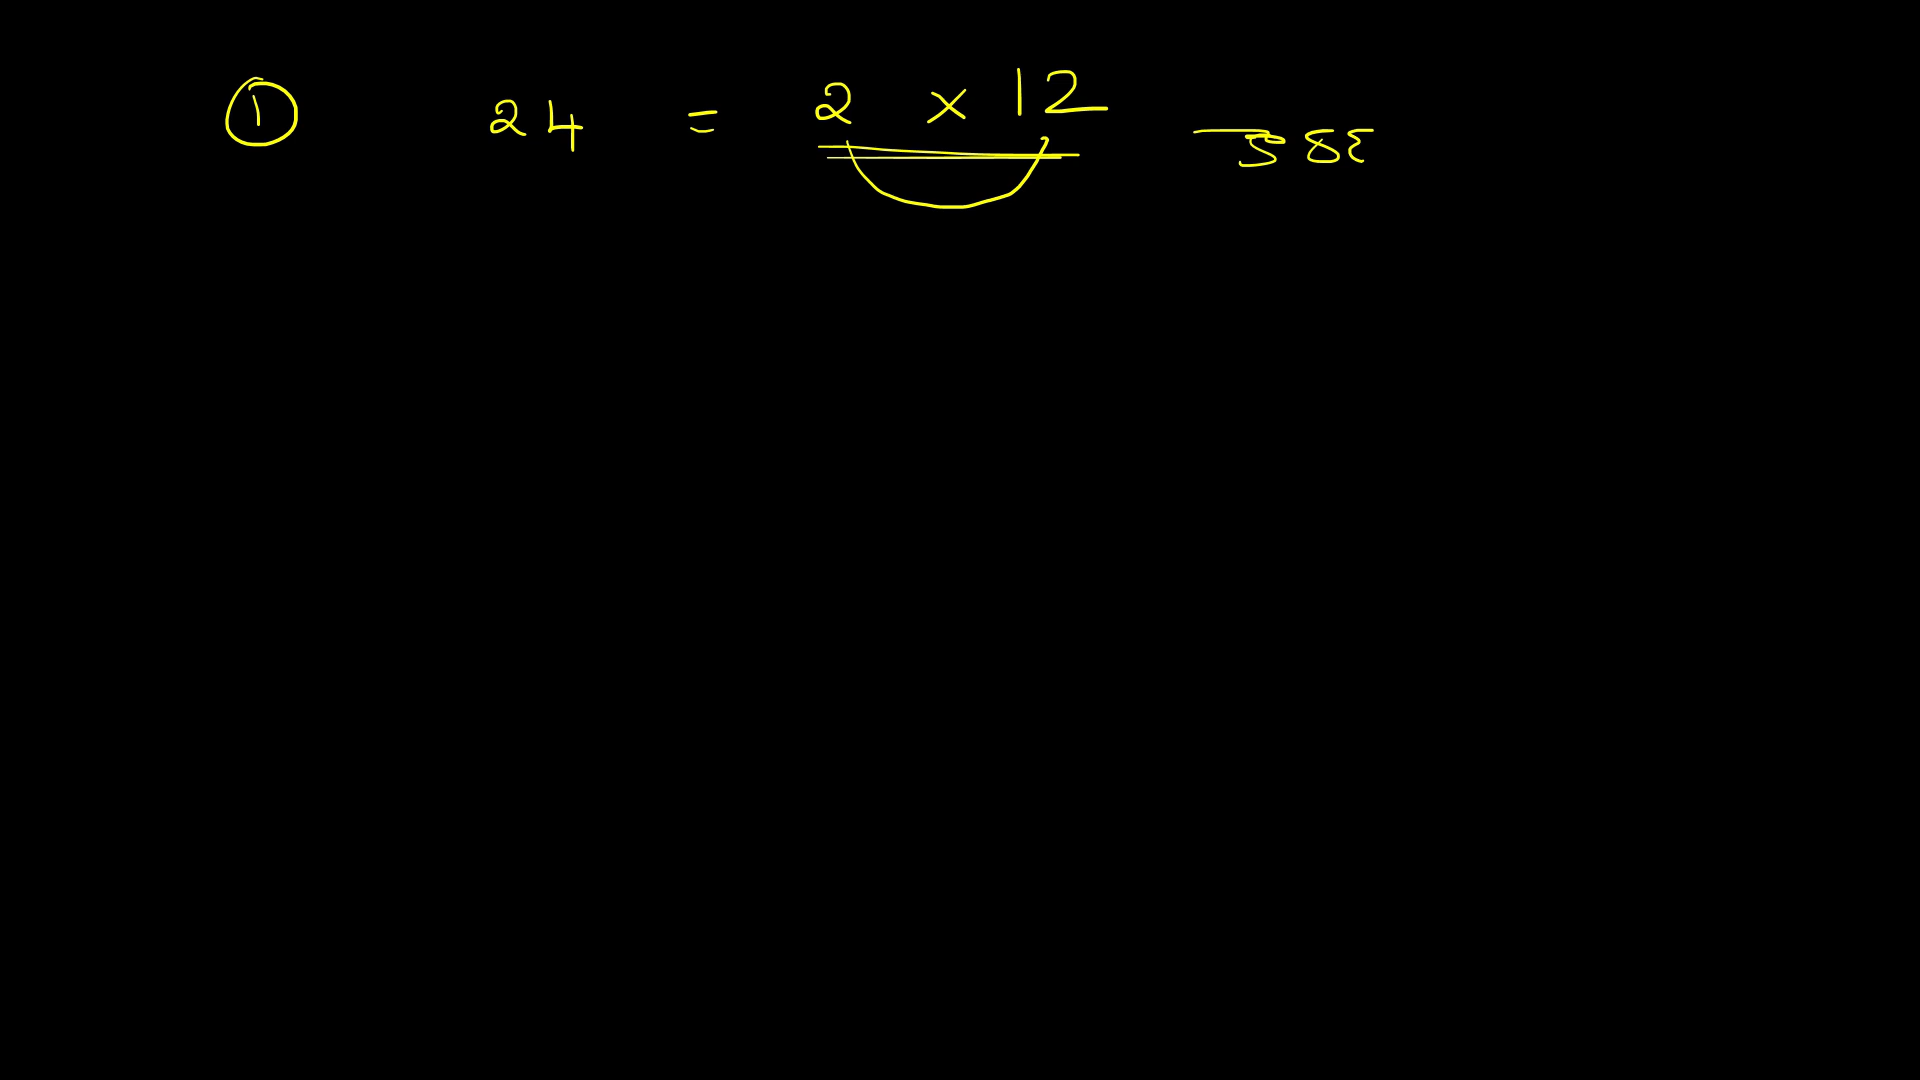 ① 24 = 2 x 12